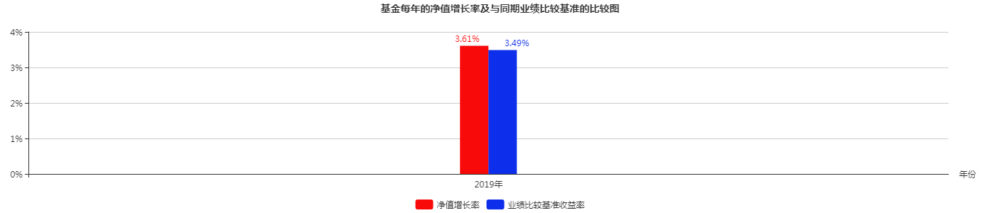 基金每年的净值增长率及与同期业绩比较基准的比较图
4%
3.61%
3.49%
3%
2%
1%
0%
年份
2019年
净值增长率 业绩比较基准收益率